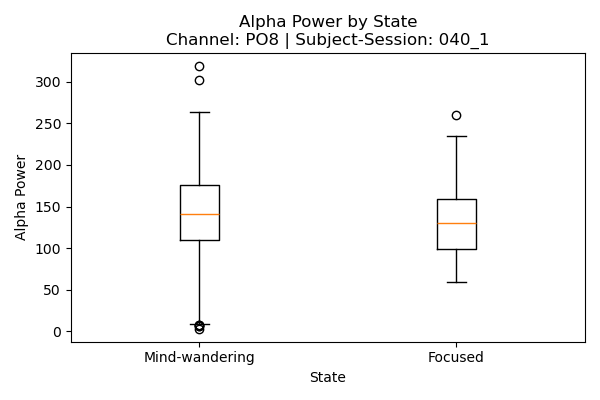 Alpha Power by State
Channel: PO8 | Subject-Session: 040_1
Alpha Power
300
250
200
150
100
50
0
Mind-wandering
Focused
State